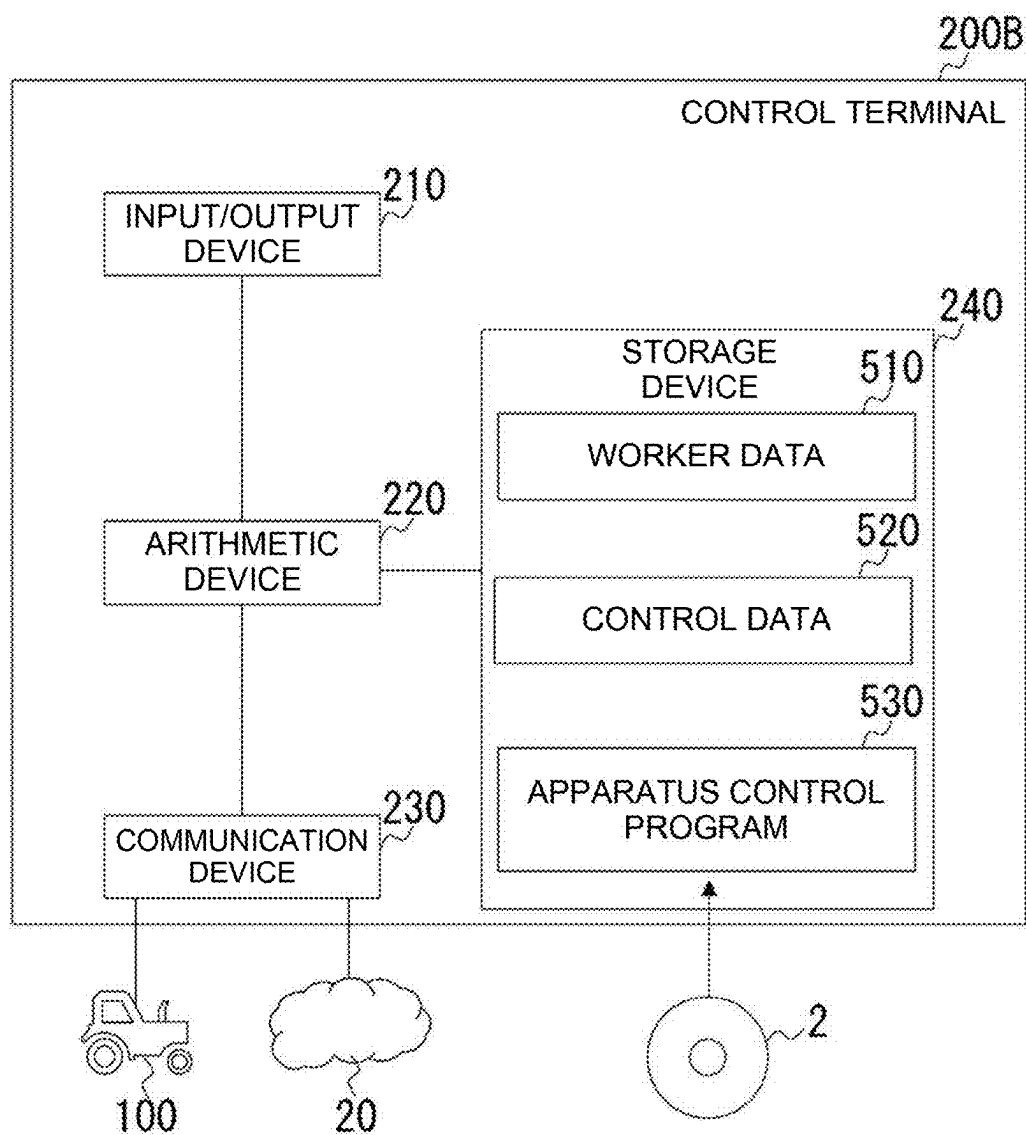 200B
CONTROL TERMINAL
210
INPUT/OUTPUT
DEVICE
240
STORAGE
DEVICE
510
WORKER DATA
220
ARITHMETIC
DEVICE
520
CONTROL DATA
530
APPARATUS CONTROL
PROGRAM
230
COMMUNICATION
DEVICE
2
100
20